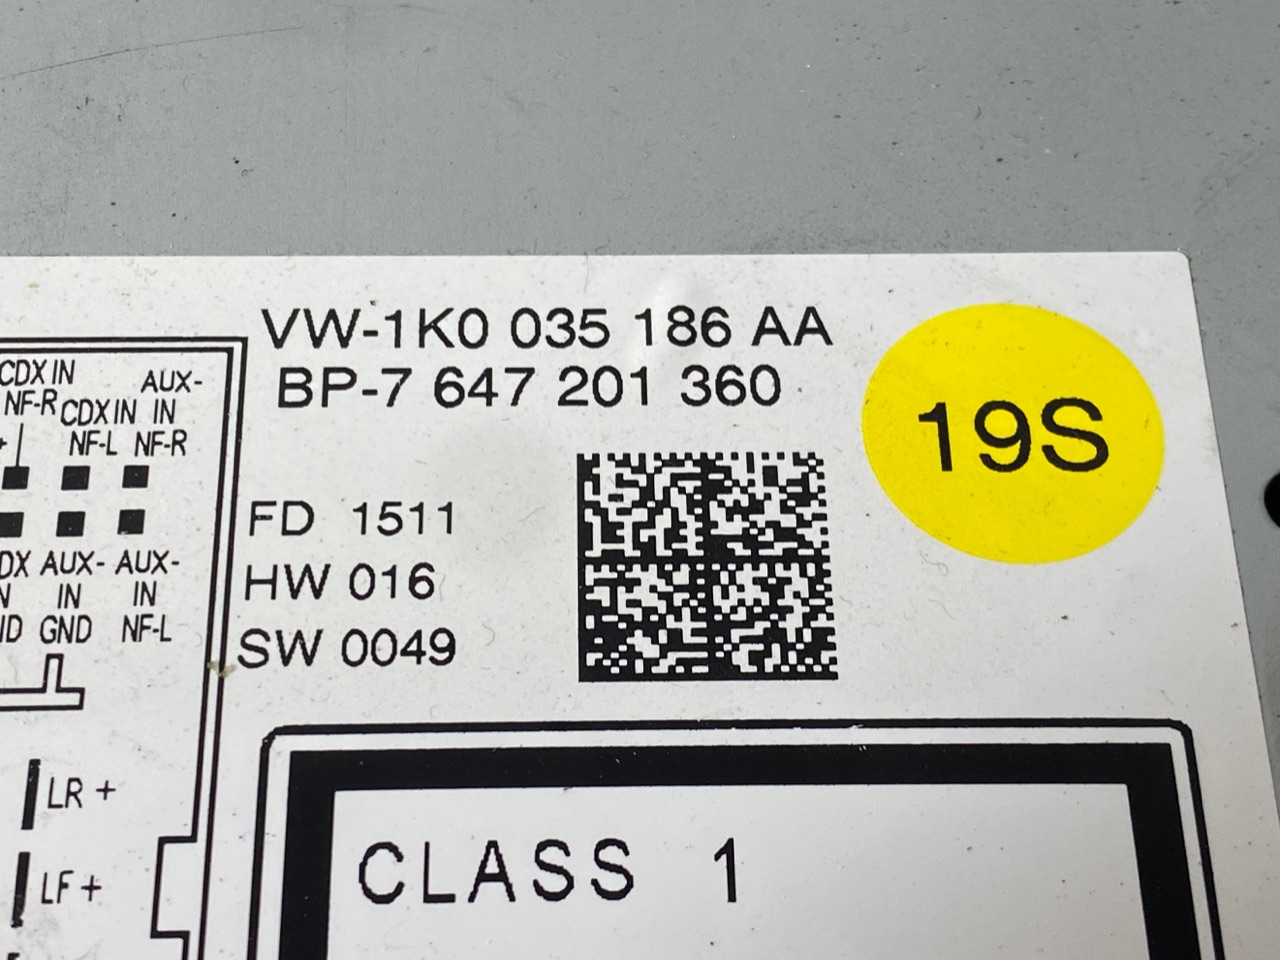 VW-1K0 035 186 AA
BP-7 647 201 360
19S
CDX IN
NF-R
CDX IN
NF-L
AUX-
IN
NF-R
AUX-
IN
GND
AUX-
IN
NF-L
FD 1511
HW 016
SW 0049
LR +
LF +
CLASS 1